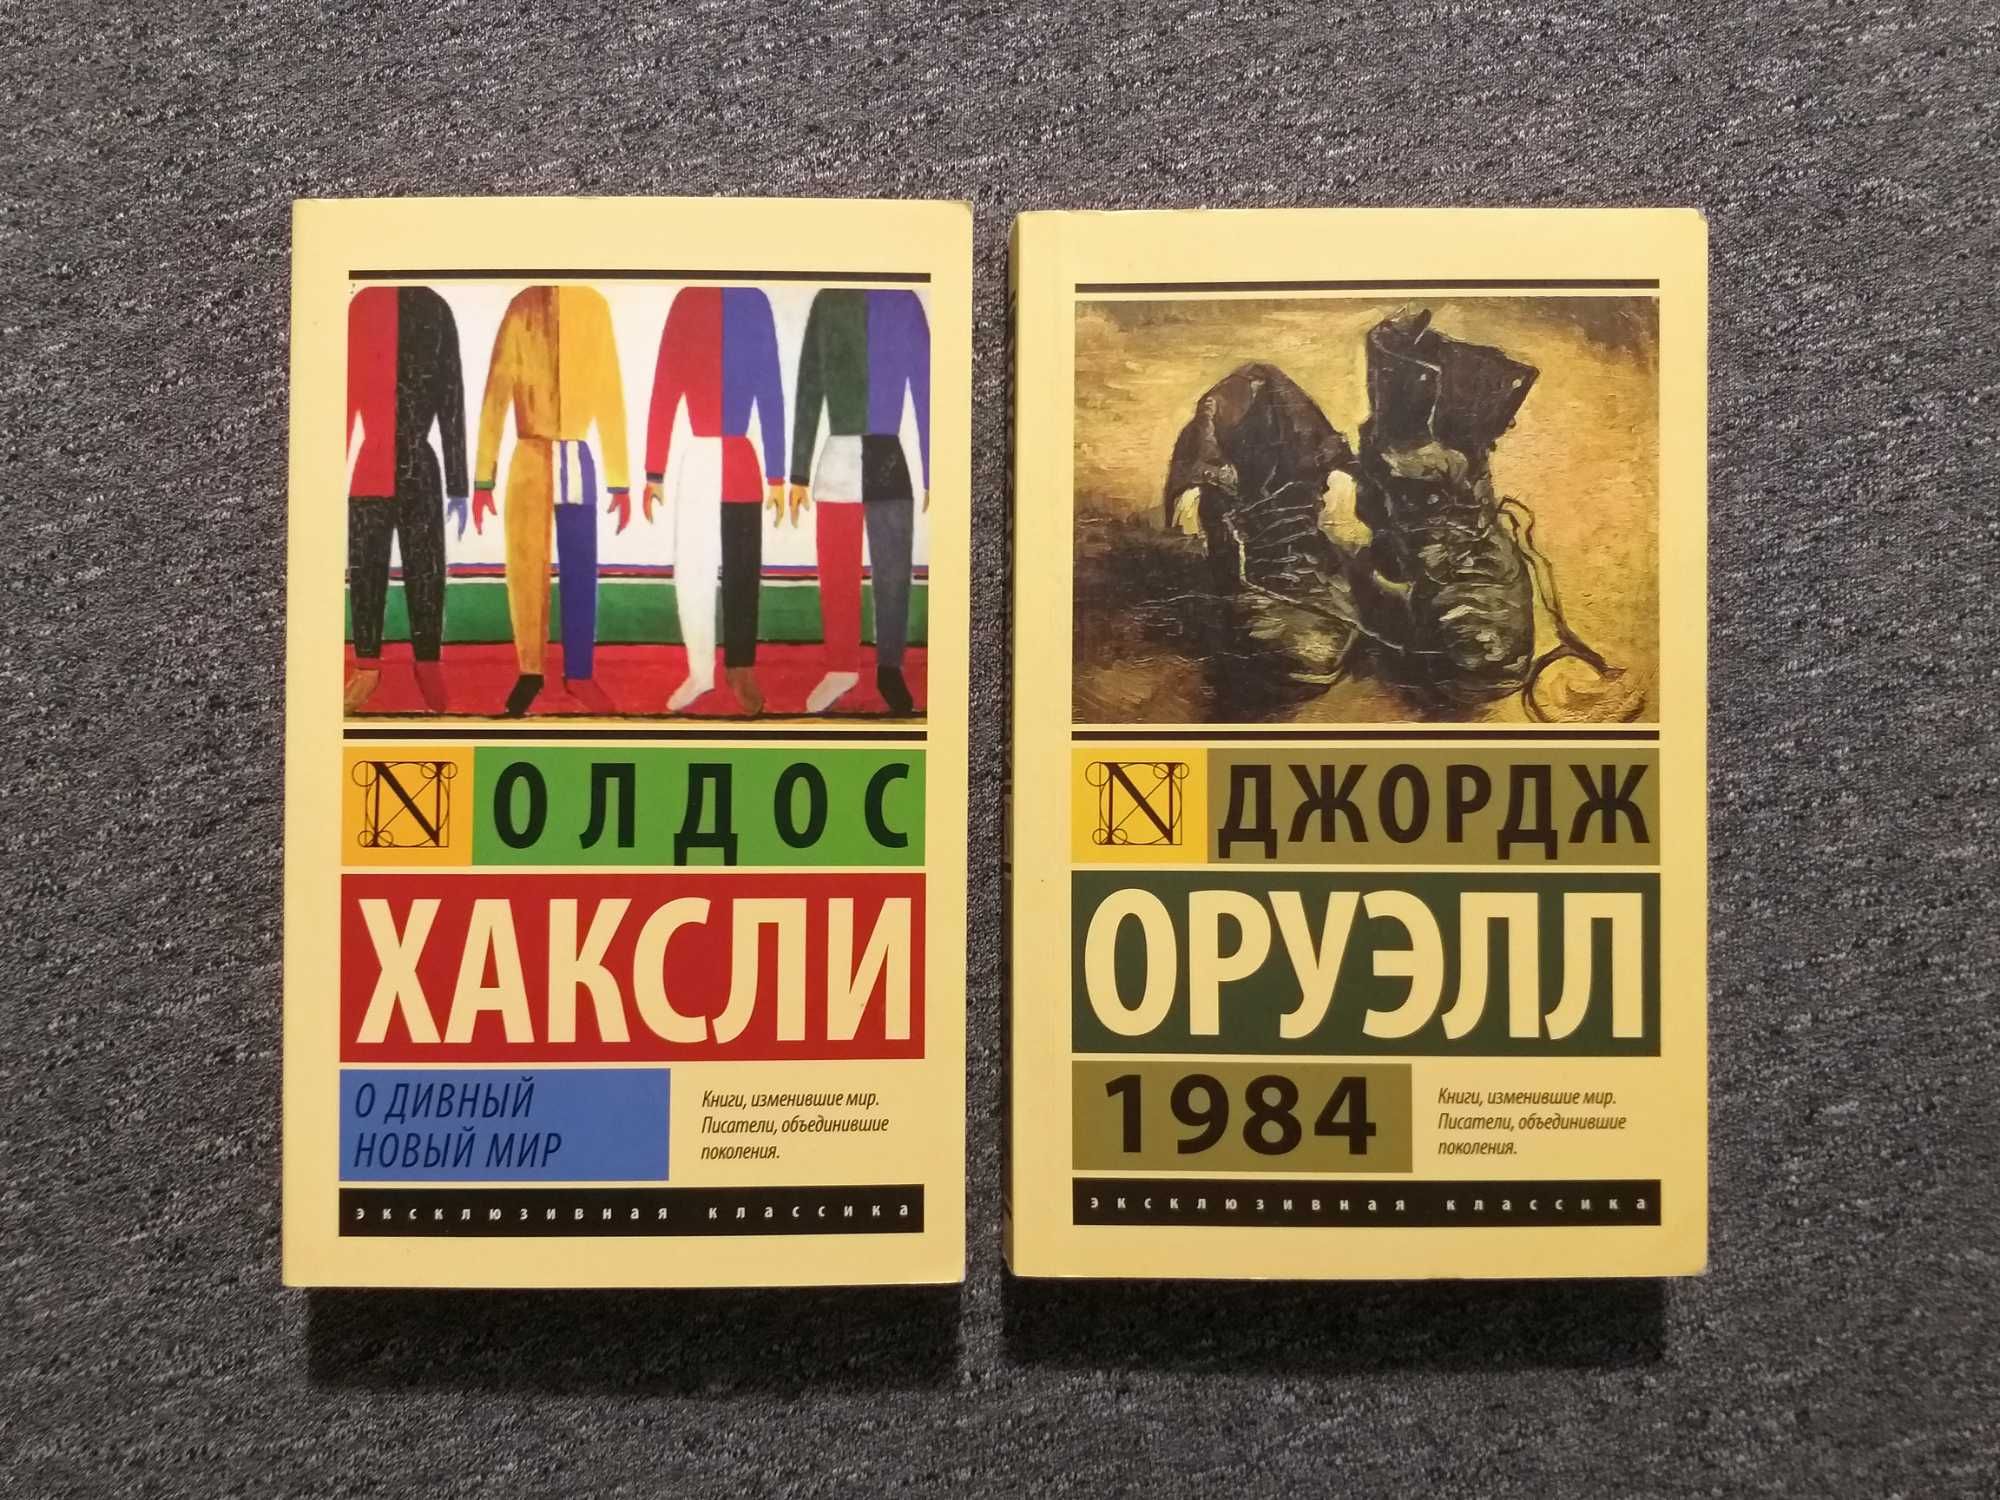 N ОЛДОС
ХАКСЛИ
О ДИВНЫЙ
НОВЫЙ МИР
Книги, изменившие мир.
Писатели, объединившие
поколения.
эксклюзивная классика
N ДЖОРДЖ
ОРУЭЛЛ
1984
Книги, изменившие мир.
Писатели, объединившие
поколения.
эксклюзивная классика